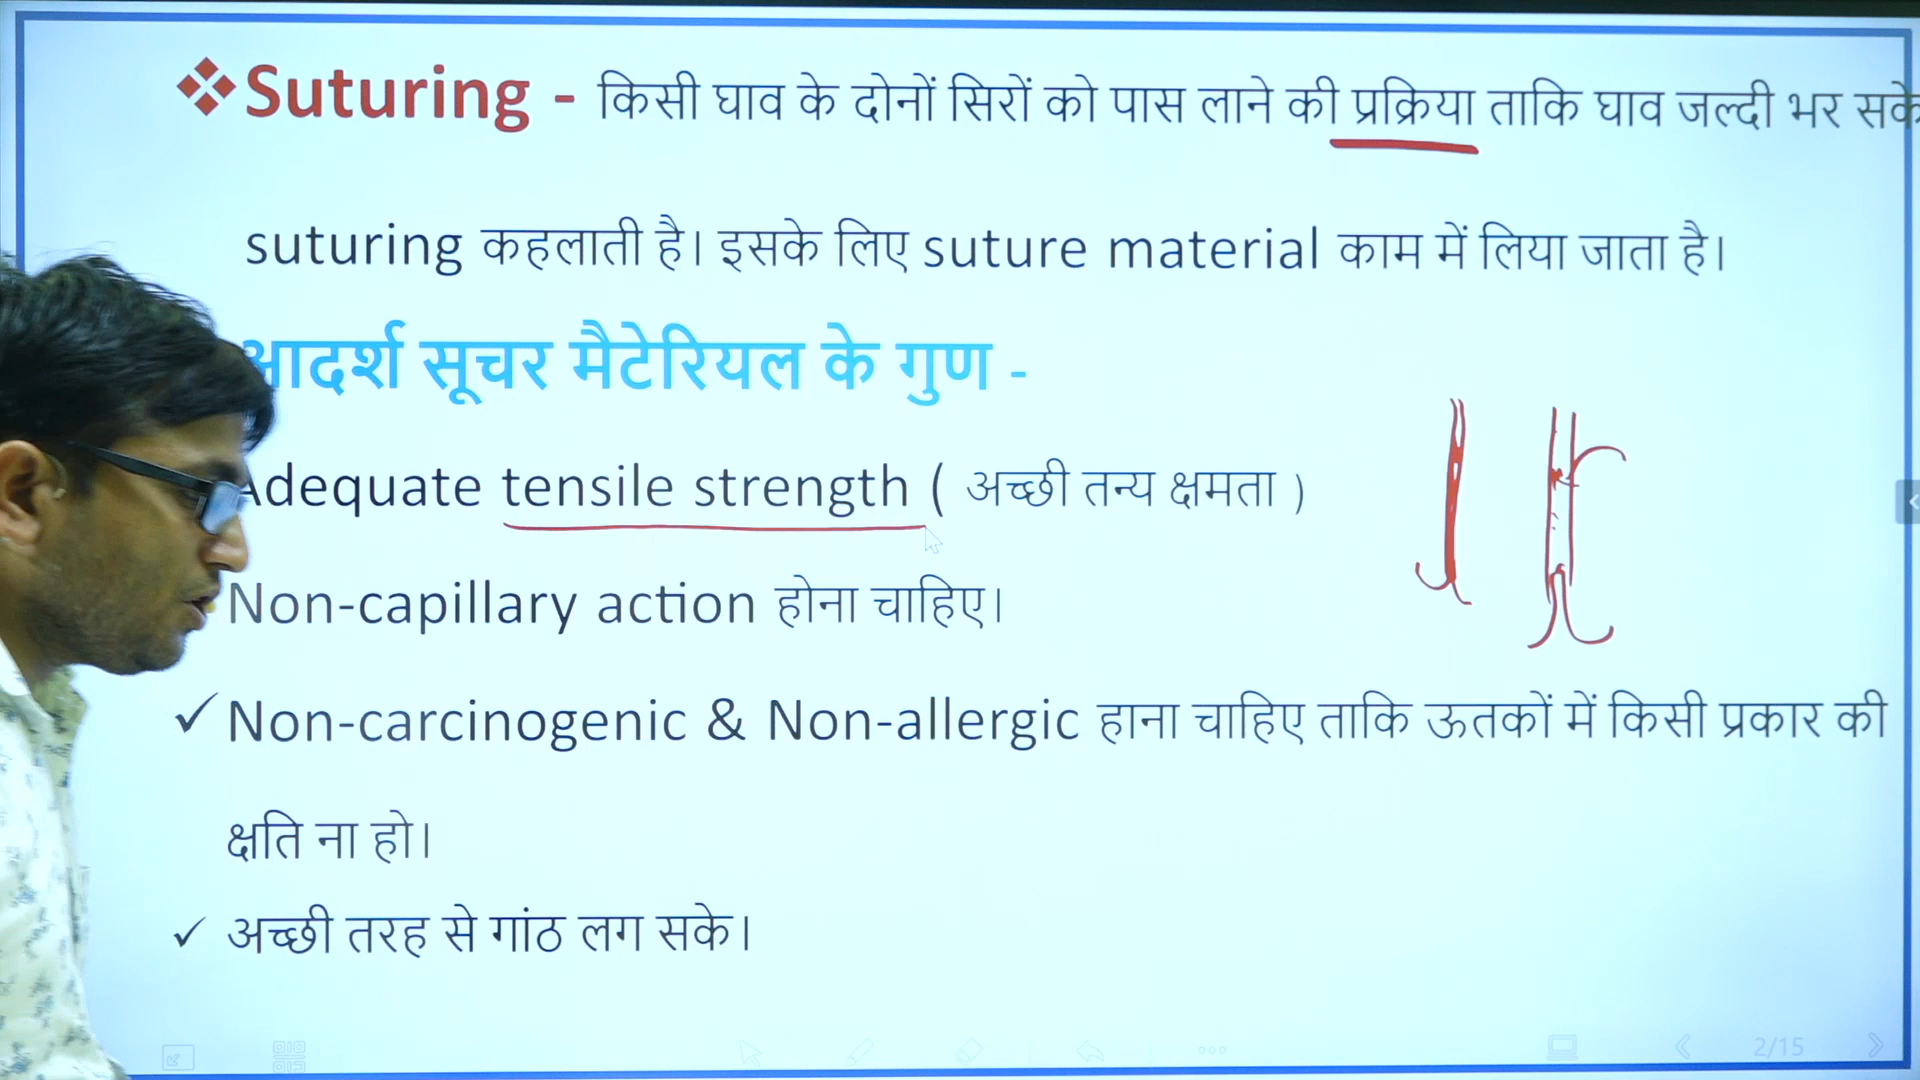 ❖Suturing - किसी घाव के दोनों सिरों को पास लाने की प्रक्रिया ताकि घाव जल्दी भर सके
suturing कहलाती है। इसके लिए suture material काम में लिया जाता है।
आदर्श सूचर मैटेरियल के गुण -
Adequate tensile strength ( अच्छी तन्य क्षमता )
Non-capillary action होना चाहिए।
✓ Non-carcinogenic & Non-allergic हाना चाहिए ताकि ऊतकों में किसी प्रकार की
क्षति ना हो।
✓ अच्छी तरह से गांठ लग सके।
2/15